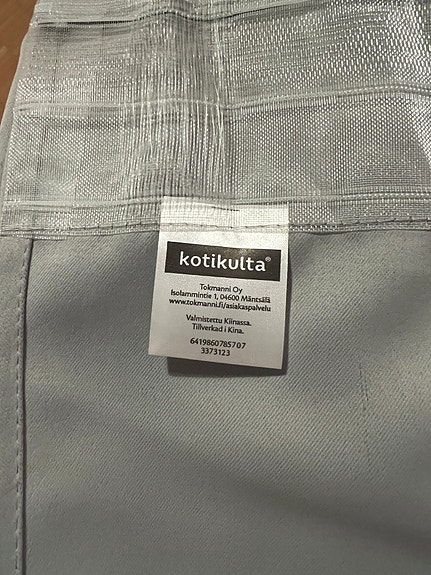 kotikulta®
Tokmanni Oy
Isolammintie 1, 04600 Mäntsälä
www.tokmanni.fi/asiakaspalvelu
Valmistettu Kiinassa.
Tillverkad i Kina.
6419860785707
3373123